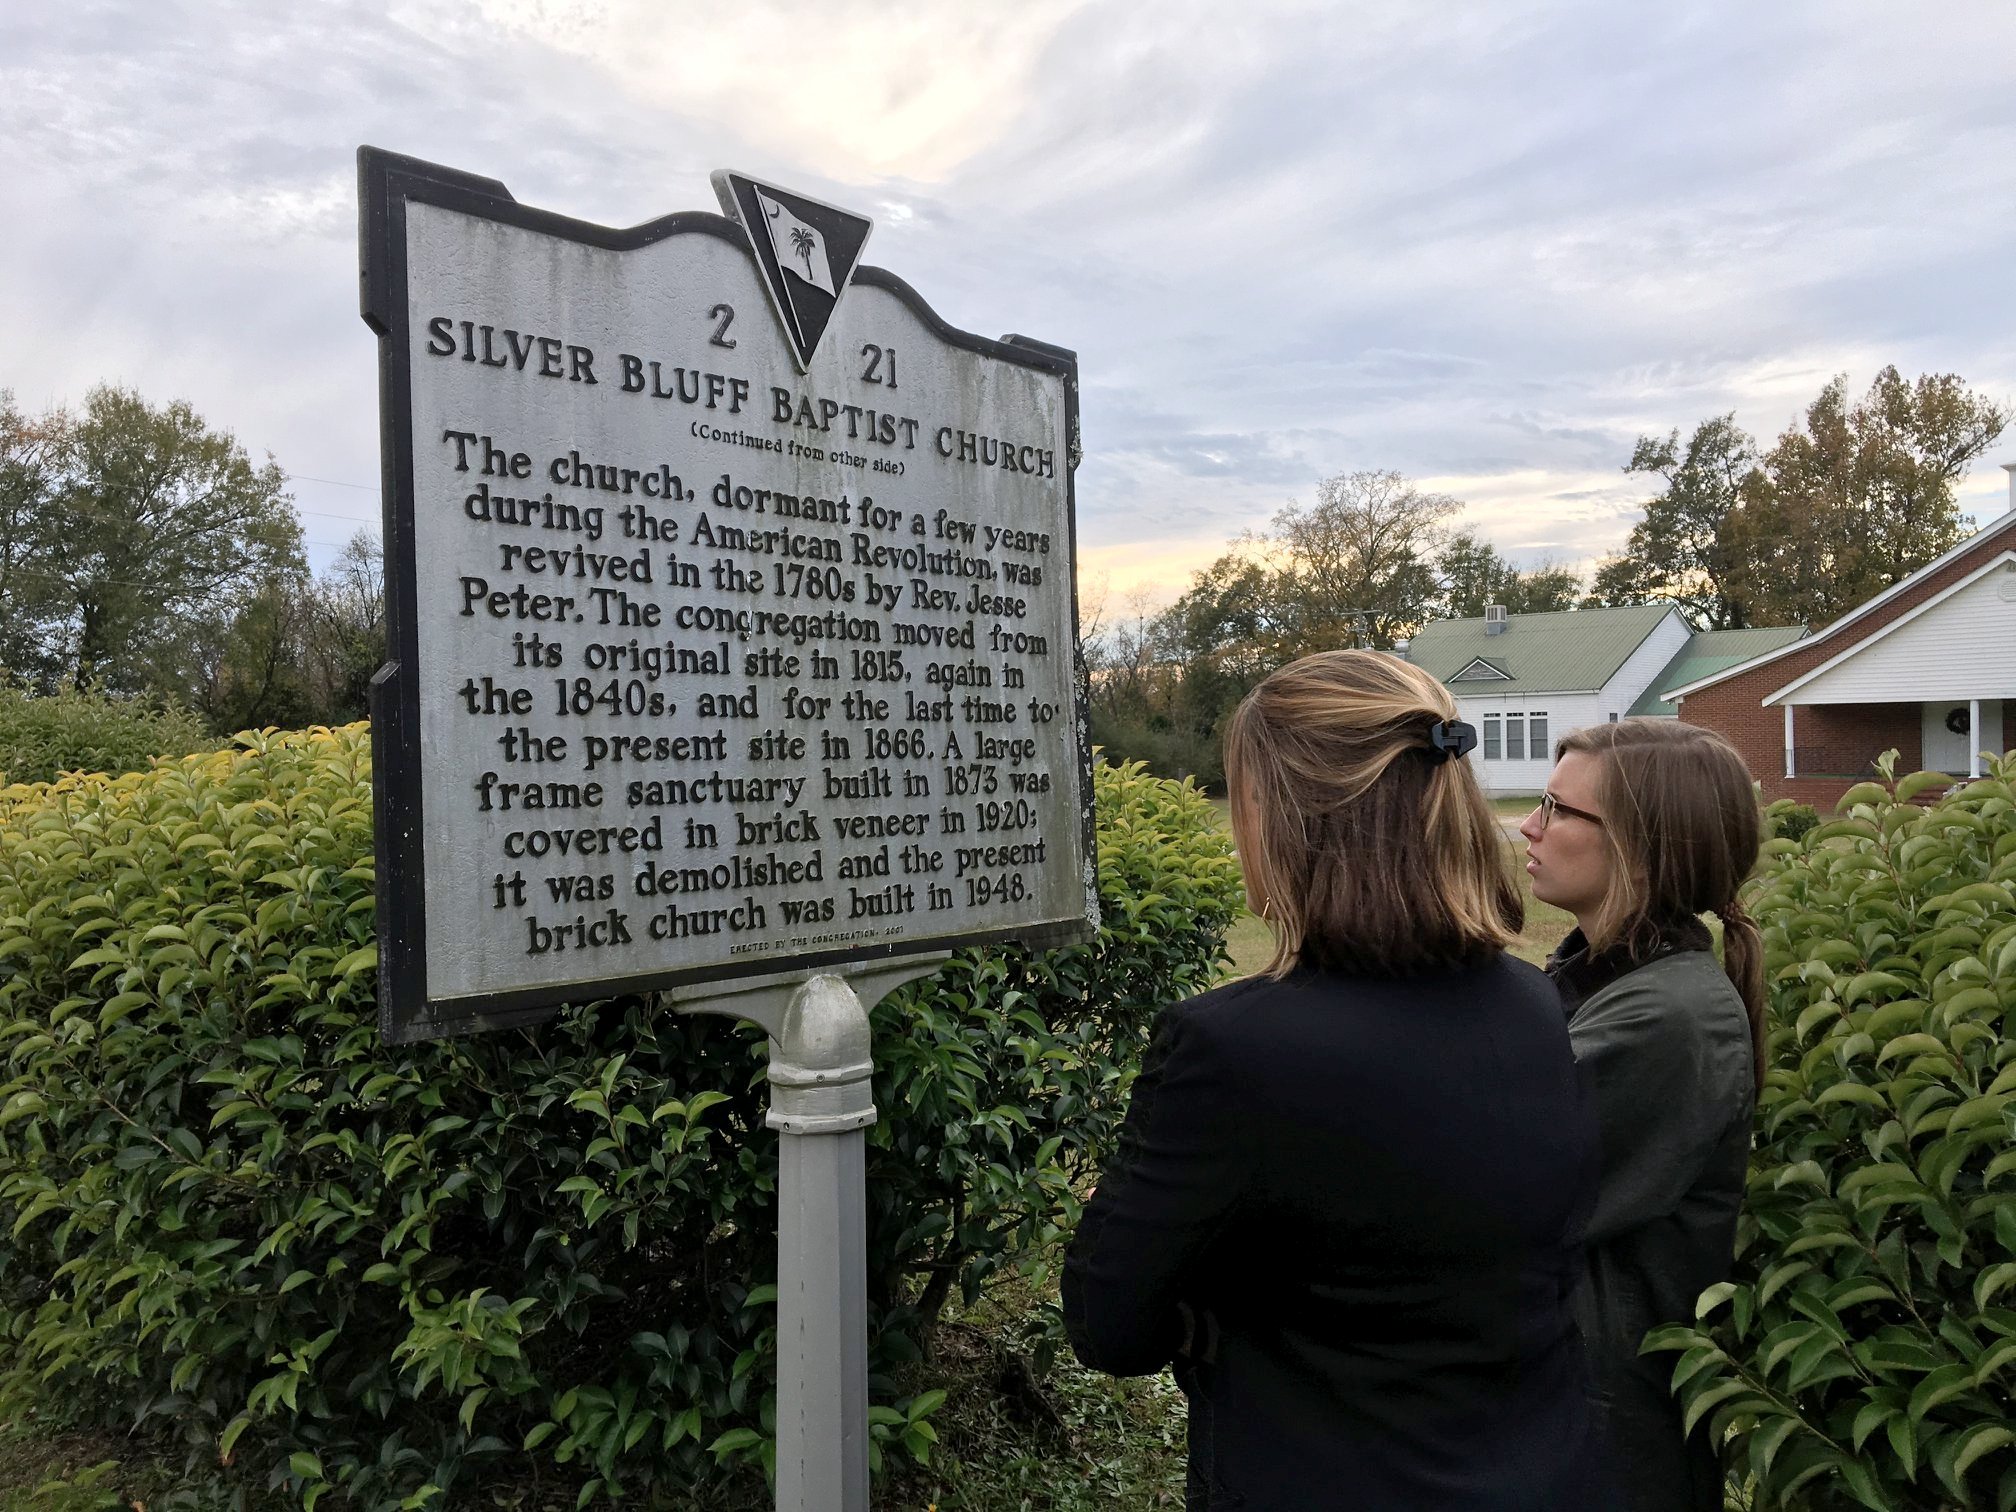 2 21
SILVER BLUFF BAPTIST CHURCH
(Continued from other side)
The church, dormant for a few years
during the American Revolution, was
revived in the 1780s by Rev. Jesse
Peter. The congregation moved from
its original site in 1815, again in
the 1840s, and for the last time to
the present site in 1866. A large
frame sanctuary built in 1873 was
covered in brick veneer in 1920;
it was demolished and the present
brick church was built in 1948.
ERECTED BY THE CONGREGATION, 2001